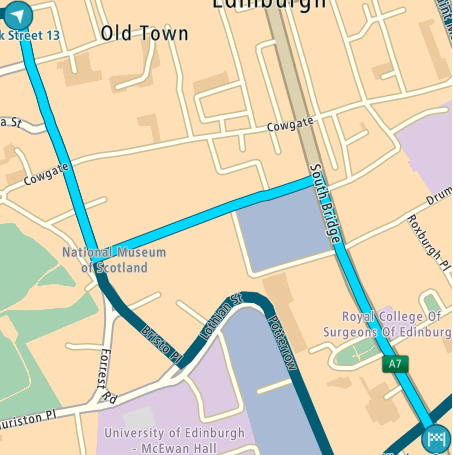 Edinburgh
Old Town
k Street 13
a St
Cowgate
Cowgate
South Bridge
Drum
Roxburgh Pl
National Museum
of Scotland
Lothian St
Potterrow
Bristo Pl
Forrest Rd
Royal College Of
Surgeons Of Edinburg
A7
uriston Pl
University of Edinburgh
- McEwan Hall